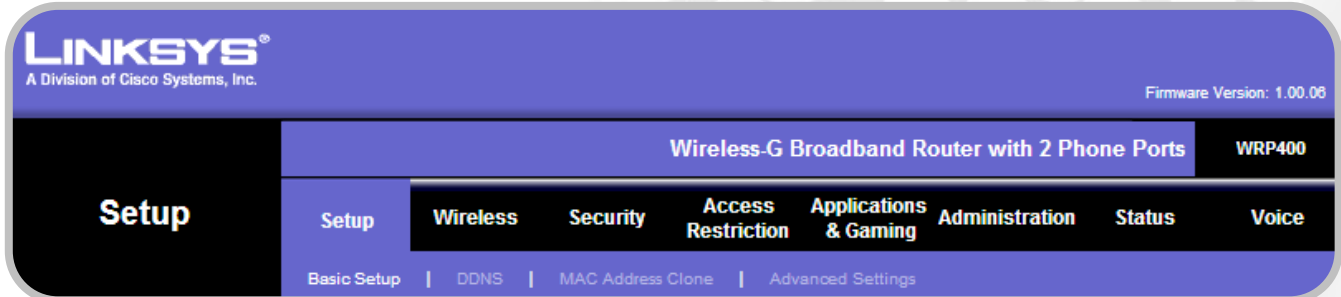 LINKSYS®
A Division of Cisco Systems, Inc.
Firmware Version: 1.00.06
Wireless-G Broadband Router with 2 Phone Ports WRP400
Setup
Setup Wireless Security Access Restriction Applications & Gaming Administration Status Voice
Basic Setup | DDNS | MAC Address Clone | Advanced Settings